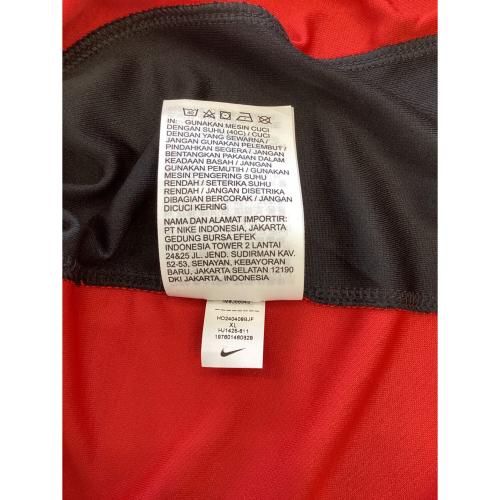 IN: GUNAKAN MESIN CUCI
DENGAN SUHU (40C) / CUCI
DENGAN YANG SEWARNA /
JANGAN GUNAKAN PELEMBUT /
PINDAHKAN SEGERA / JANGAN
BENTANGKAN PAKAIAN DALAM
KEADAAN BASAH / JANGAN
GUNAKAN PEMUTIH / GUNAKAN
MESIN PENGERING SUHU
RENDAH / SETERIKA SUHU
RENDAH / JANGAN DISETRIKA
DIBAGIAN BERCORAK / JANGAN
DICUCI KERING
NAMA DAN ALAMAT IMPORTIR:
PT NIKE INDONESIA, JAKARTA
GEDUNG BURSA EFEK
INDONESIA TOWER 2 LANTAI
24&25 JL. JEND. SUDIRMAN KAV.
52-53, SENAYAN, KEBAYORAN
BARU, JAKARTA SELATAN 12190
DKI JAKARTA, INDONESIA
XL
HJ1425-611